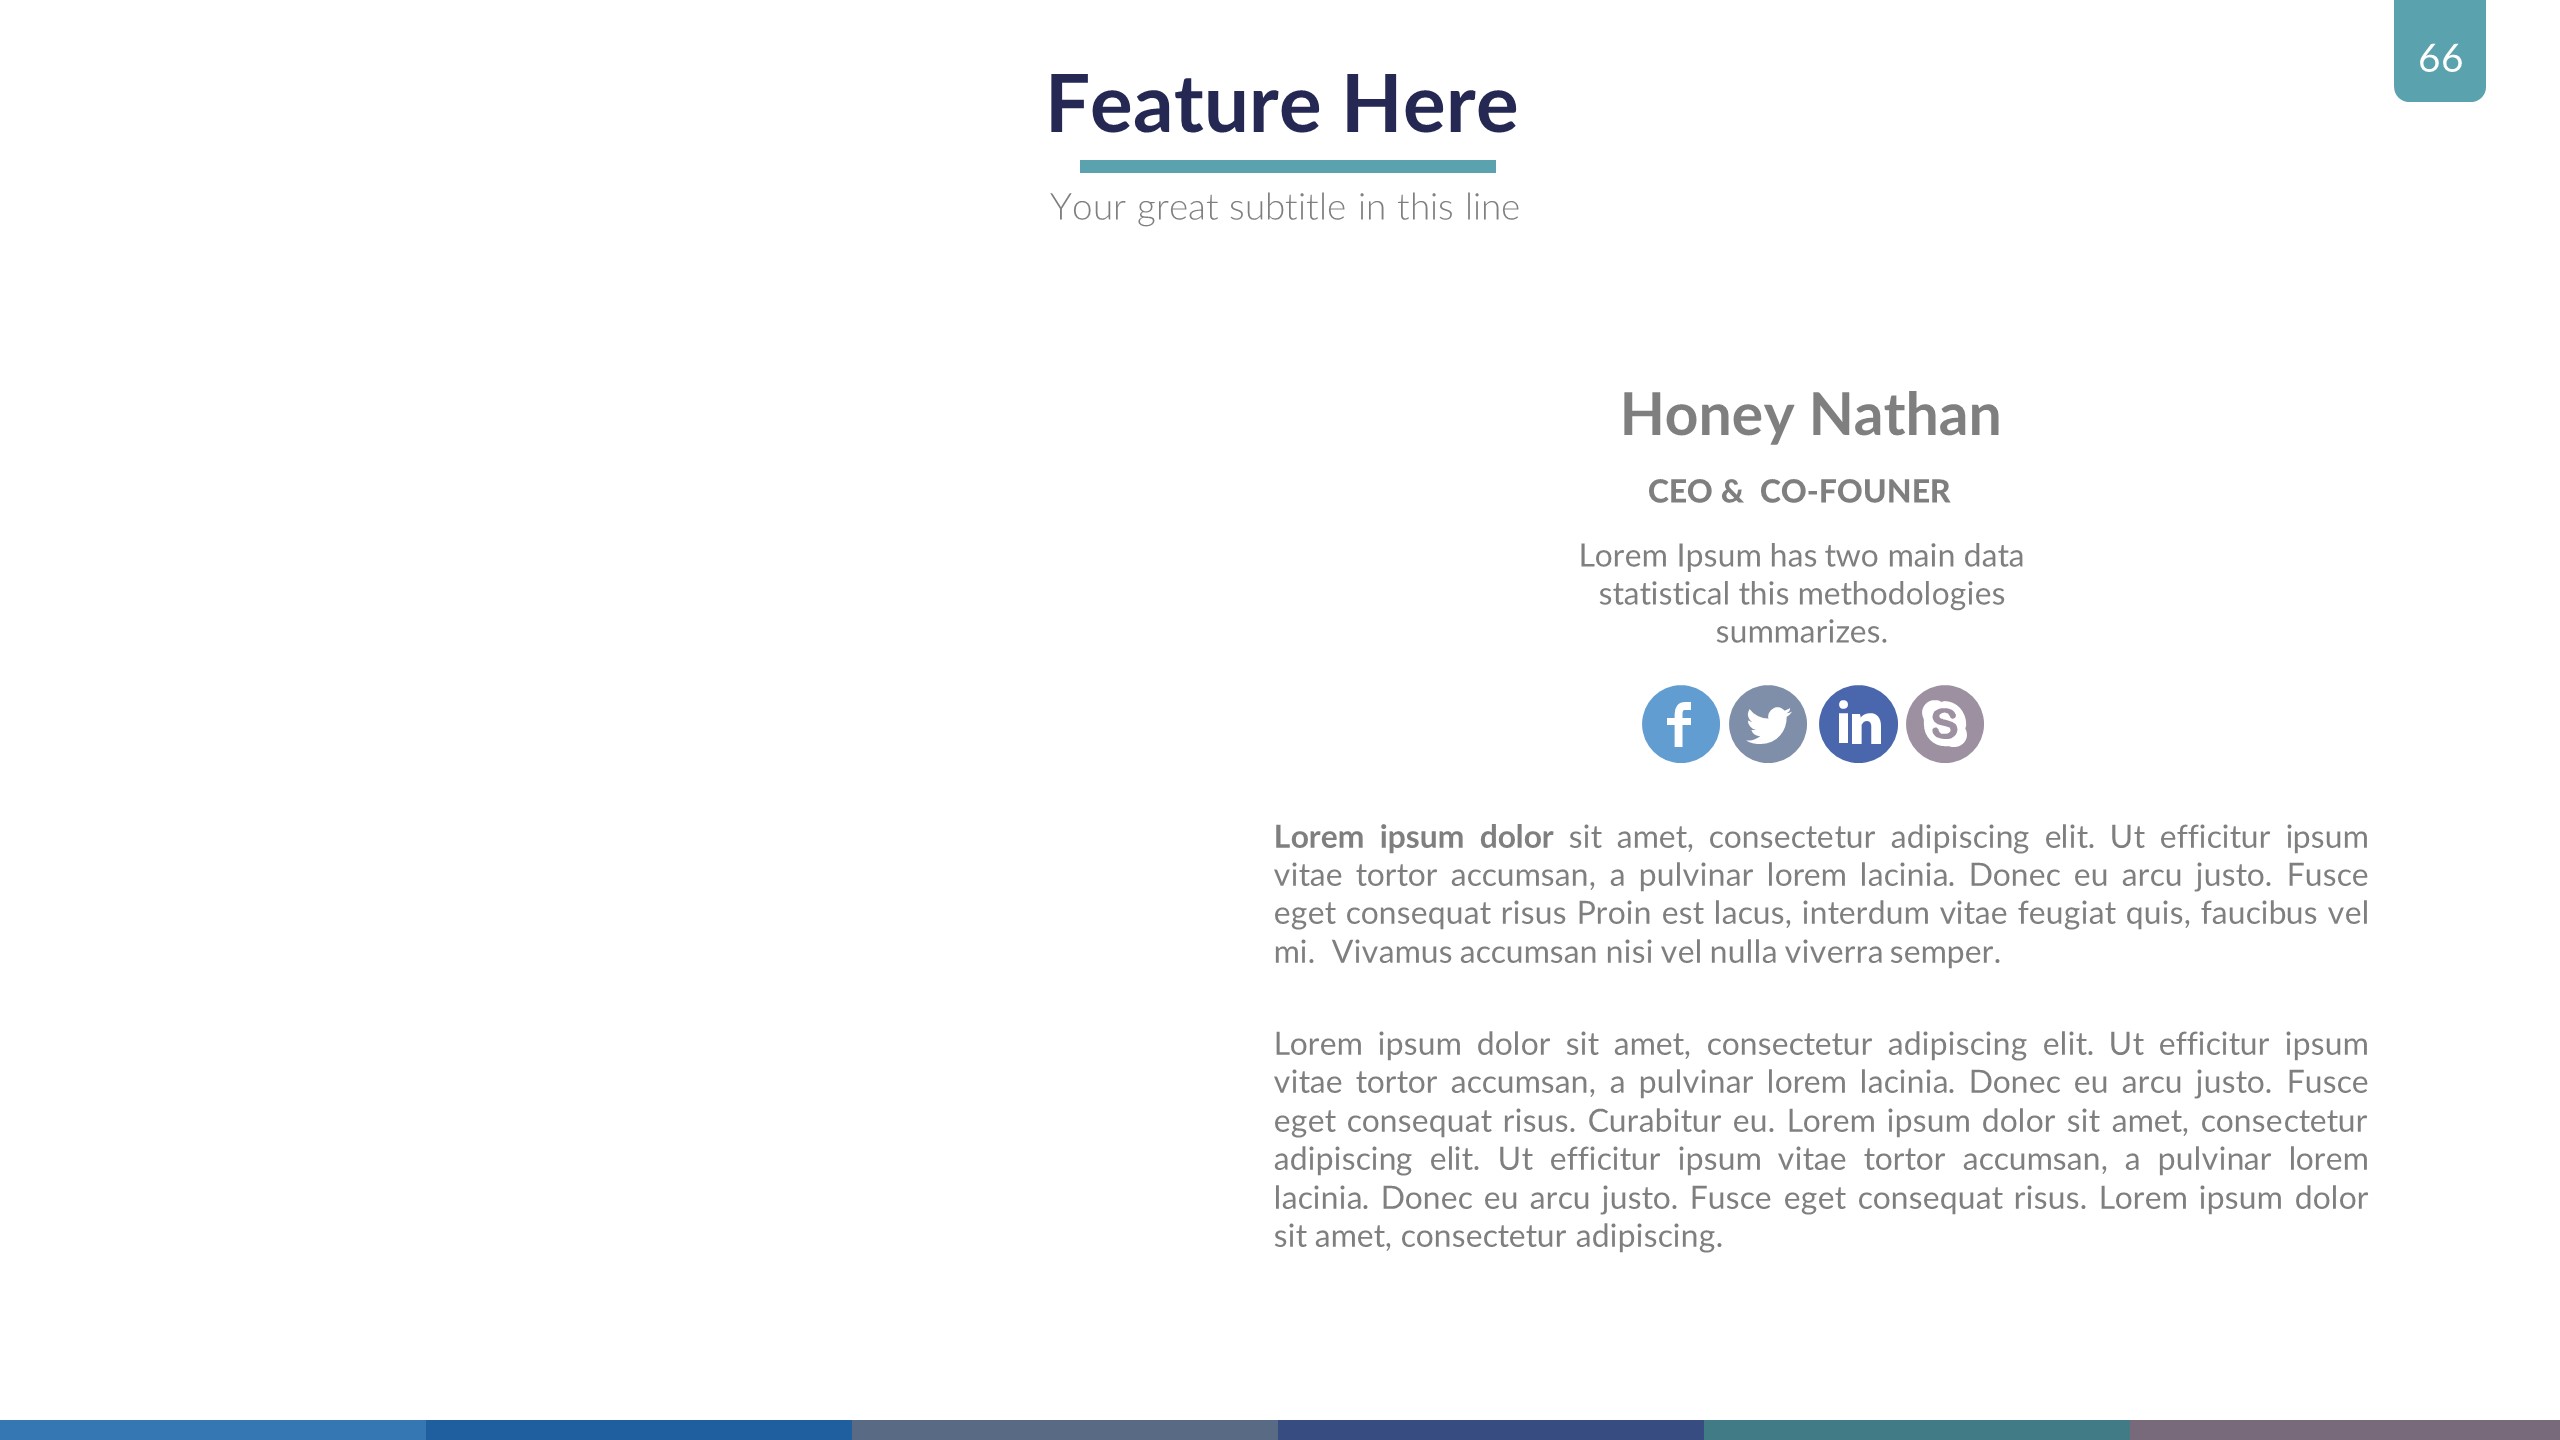 66
Feature Here
Your great subtitle in this line
Honey Nathan
CEO &  CO-FOUNER
Lorem Ipsum has two main data
statistical this methodologies
summarizes.
Lorem ipsum dolor sit amet, consectetur adipiscing elit. Ut efficitur ipsum
vitae tortor accumsan, a pulvinar lorem lacinia. Donec eu arcu justo. Fusce
eget consequat risus Proin est lacus, interdum vitae feugiat quis, faucibus vel
mi.  Vivamus accumsan nisi vel nulla viverra semper.
Lorem ipsum dolor sit amet, consectetur adipiscing elit. Ut efficitur ipsum
vitae tortor accumsan, a pulvinar lorem lacinia. Donec eu arcu justo. Fusce
eget consequat risus. Curabitur eu. Lorem ipsum dolor sit amet, consectetur
adipiscing elit. Ut efficitur ipsum vitae tortor accumsan, a pulvinar lorem
lacinia. Donec eu arcu justo. Fusce eget consequat risus. Lorem ipsum dolor
sit amet, consectetur adipiscing.